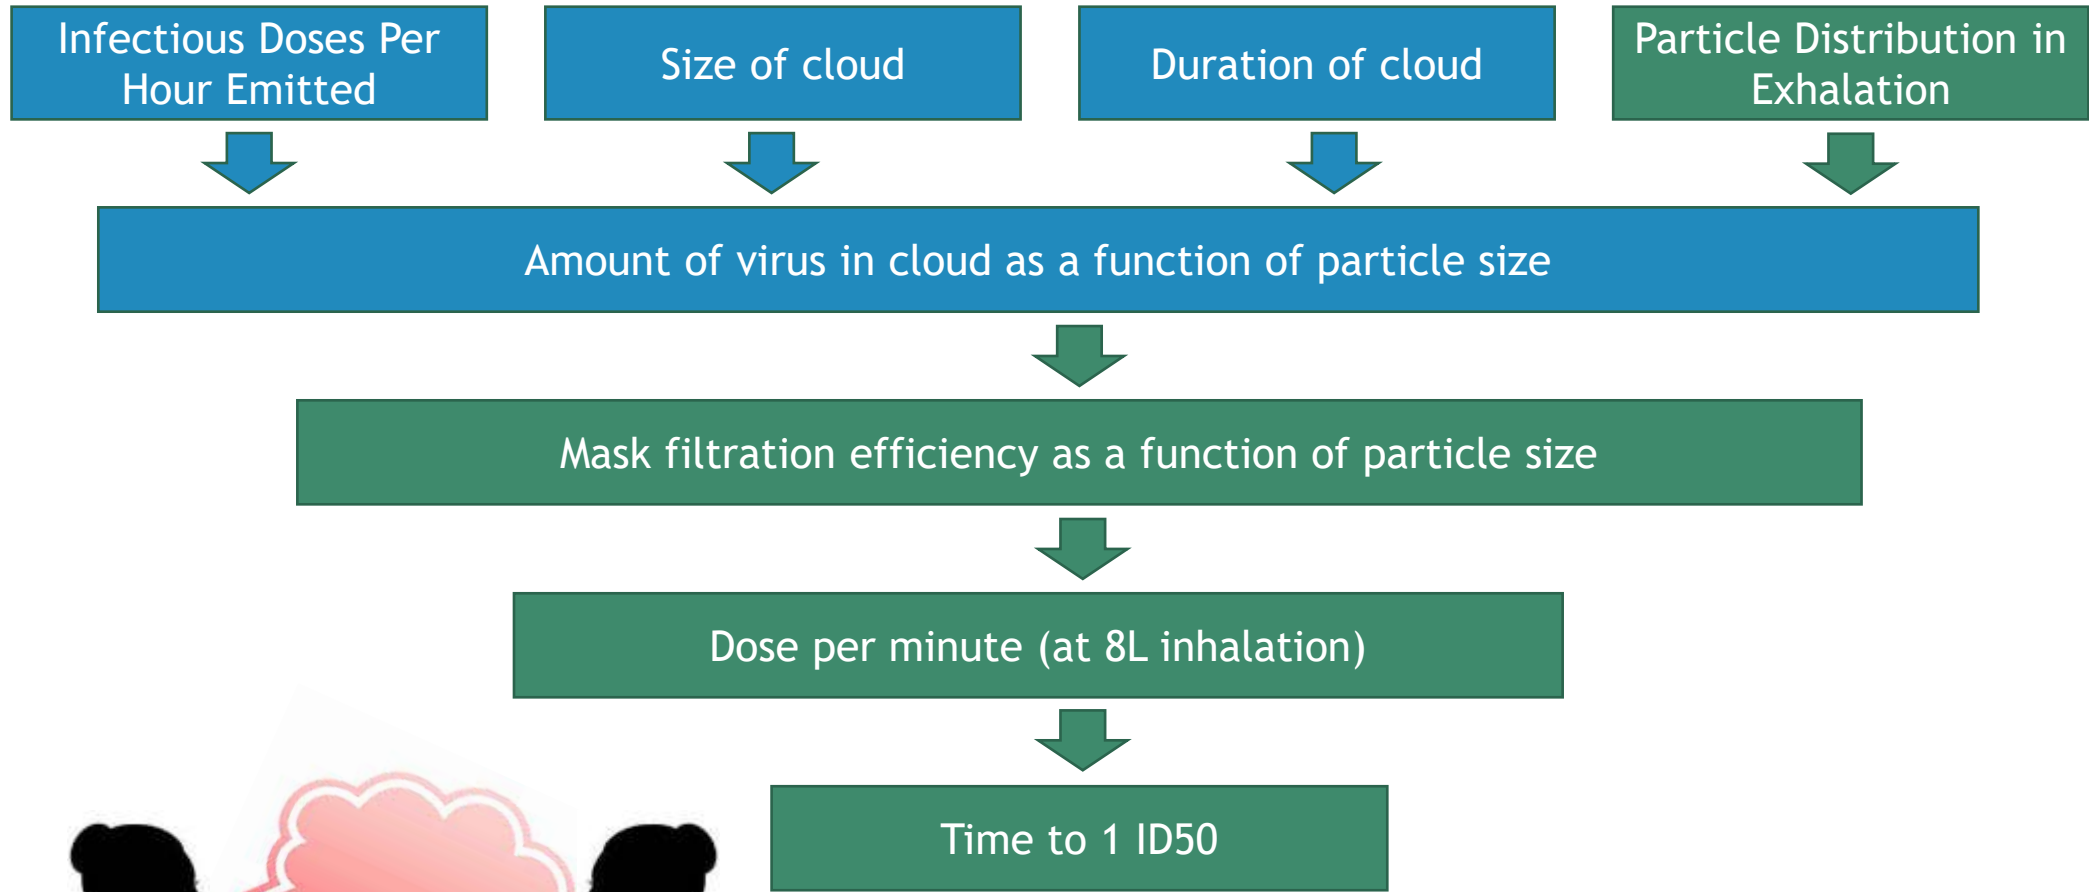 Infectious Doses Per
Hour Emitted
Size of cloud
Duration of cloud
Particle Distribution in
Exhalation
Amount of virus in cloud as a function of particle size
Mask filtration efficiency as a function of particle size
Dose per minute (at 8L inhalation)
Time to 1 ID50